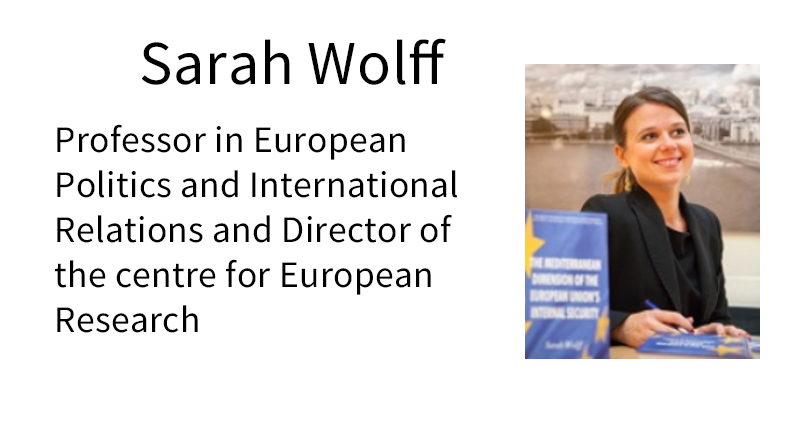 Sarah Wolff
Professor in European
Politics and International
Relations and Director of
the centre for European
Research
THE MEDITERRANEAN
DIMENSION OF THE
EUROPEAN UNION'S
INTERNAL SECURITY
Sarah Wolff